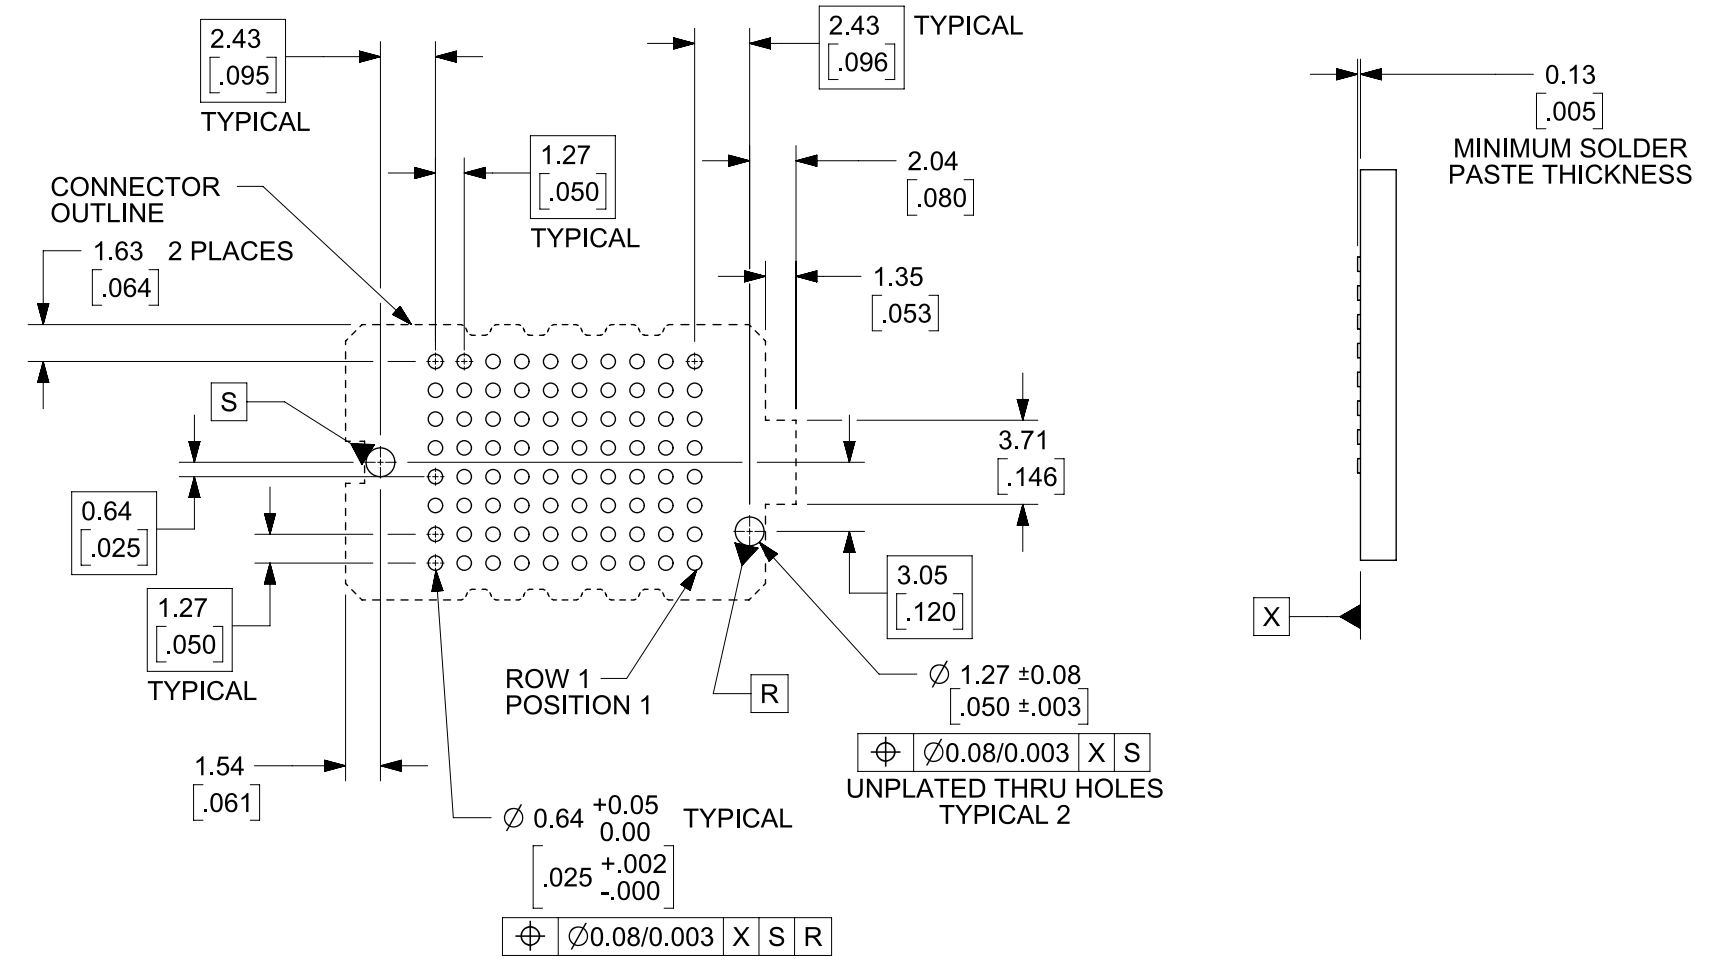 2.43
[.095]
TYPICAL
2.43 TYPICAL
[.096]
0.13
[.005]
MINIMUM SOLDER
PASTE THICKNESS
1.27
[.050]
TYPICAL
2.04
[.080]
CONNECTOR
OUTLINE
1.63 2 PLACES
[.064]
1.35
[.053]
S
3.71
[.146]
0.64
[.025]
3.05
[.120]
1.27
[.050]
TYPICAL
X
ROW 1
POSITION 1
R
∅ 1.27 ±0.08
[.050 ±.003]
⌖ ∅0.08/0.003 X S
UNPLATED THRU HOLES
TYPICAL 2
1.54
[.061]
∅ 0.64 +0.05 TYPICAL
0.00
[.025 +.002
-.000]
⌖ ∅0.08/0.003 X S R